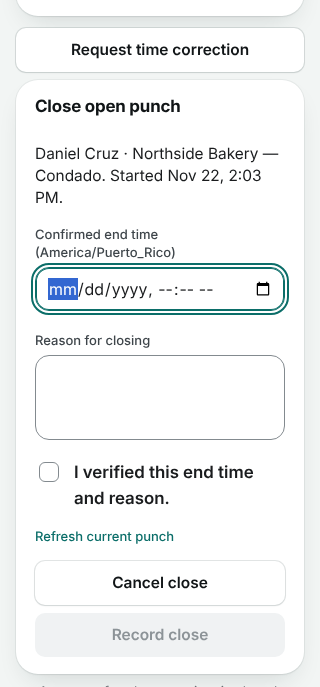 Request time correction
Close open punch
Daniel Cruz · Northside Bakery —
Condado. Started Nov 22, 2:03
PM.
Confirmed end time
(America/Puerto_Rico)
mm/dd/yyyy, --:-- --
Reason for closing
I verified this end time
and reason.
Refresh current punch
Cancel close
Record close